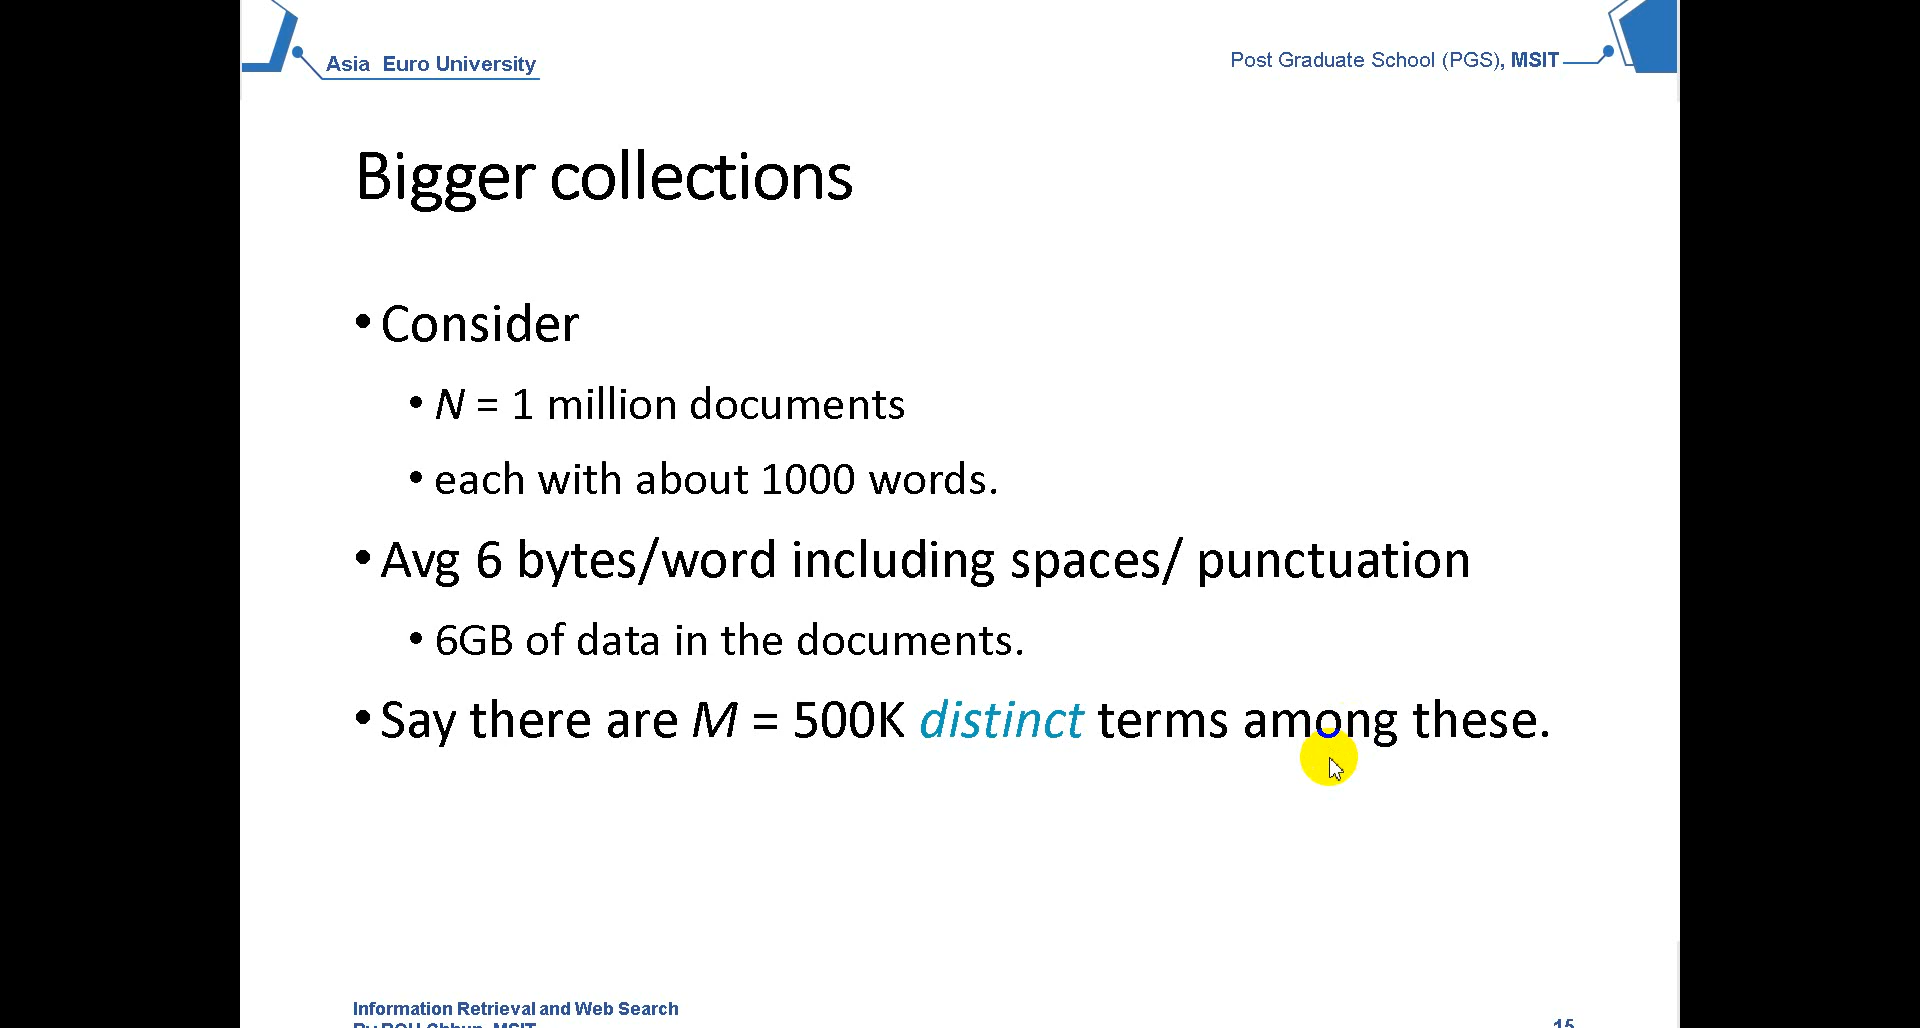 Asia Euro University
Post Graduate School (PGS), MSIT
Bigger collections
• Consider
• N = 1 million documents
• each with about 1000 words.
• Avg 6 bytes/word including spaces/ punctuation
• 6GB of data in the documents.
• Say there are M = 500K distinct terms among these.
Information Retrieval and Web Search
15